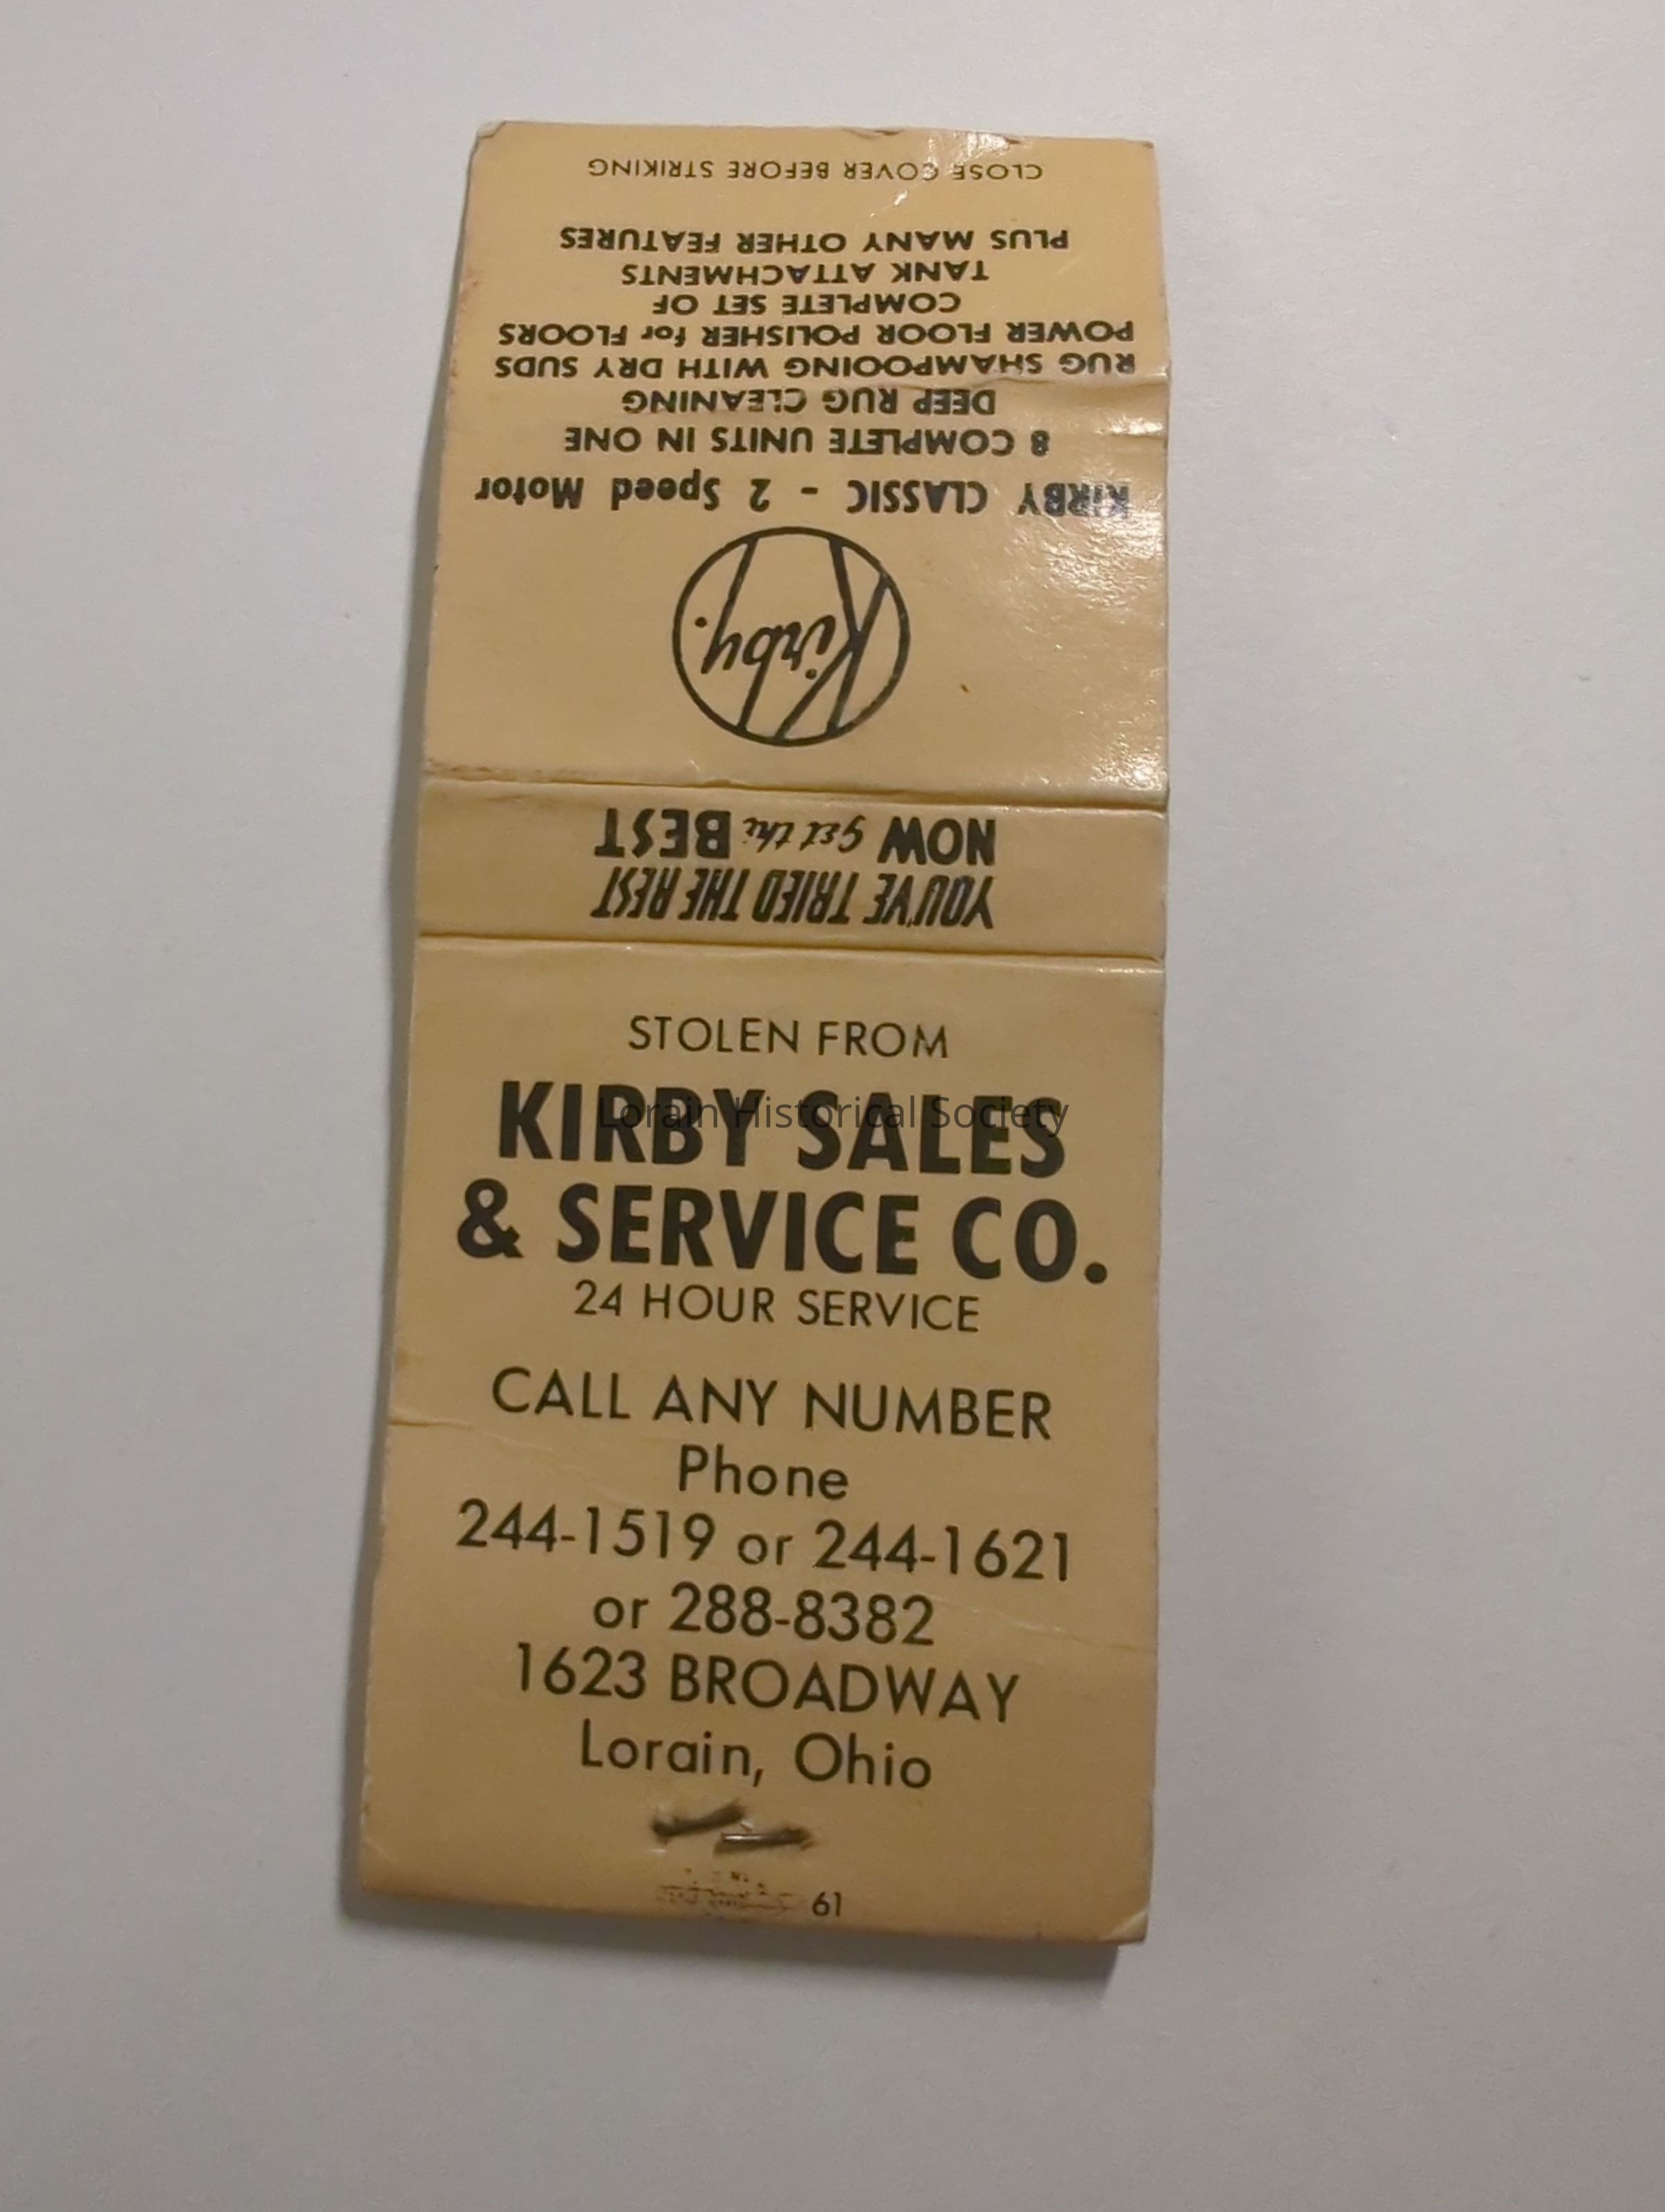 STOLEN FROM
KIRBY SALES
& SERVICE CO.
24 HOUR SERVICE
CALL ANY NUMBER
Phone
244-1519 or 244-1621
or 288-8382
1623 BROADWAY
Lorain, Ohio
61
YOU'VE TRIED THE REST
NOW get the BEST
Kirby.
KIRBY CLASSIC - 2 Speed Motor
8 COMPLETE UNITS IN ONE
DEEP RUG CLEANING
RUG SHAMPOOING WITH DRY SUDS
POWER FLOOR POLISHER for FLOORS
COMPLETE SET OF
TANK ATTACHMENTS
PLUS MANY OTHER FEATURES
CLOSE COVER BEFORE STRIKING
Lorain Historical Society